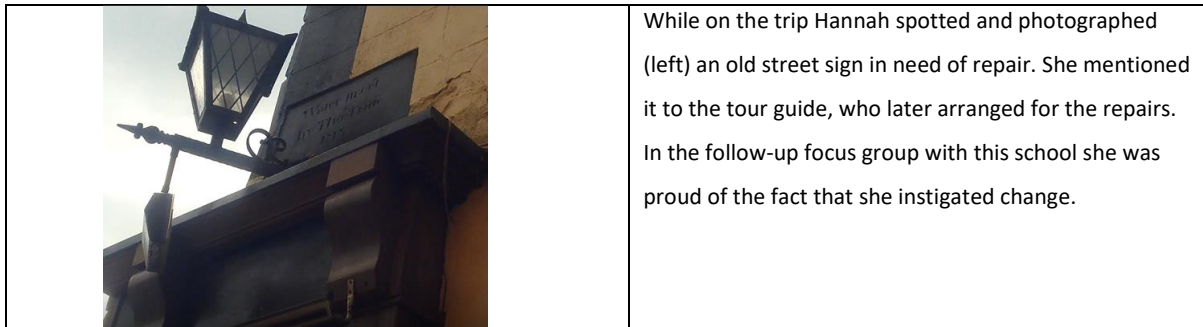 While on the trip Hannah spotted and photographed
(left) an old street sign in need of repair. She mentioned
it to the tour guide, who later arranged for the repairs.
In the follow-up focus group with this school she was
proud of the fact that she instigated change.